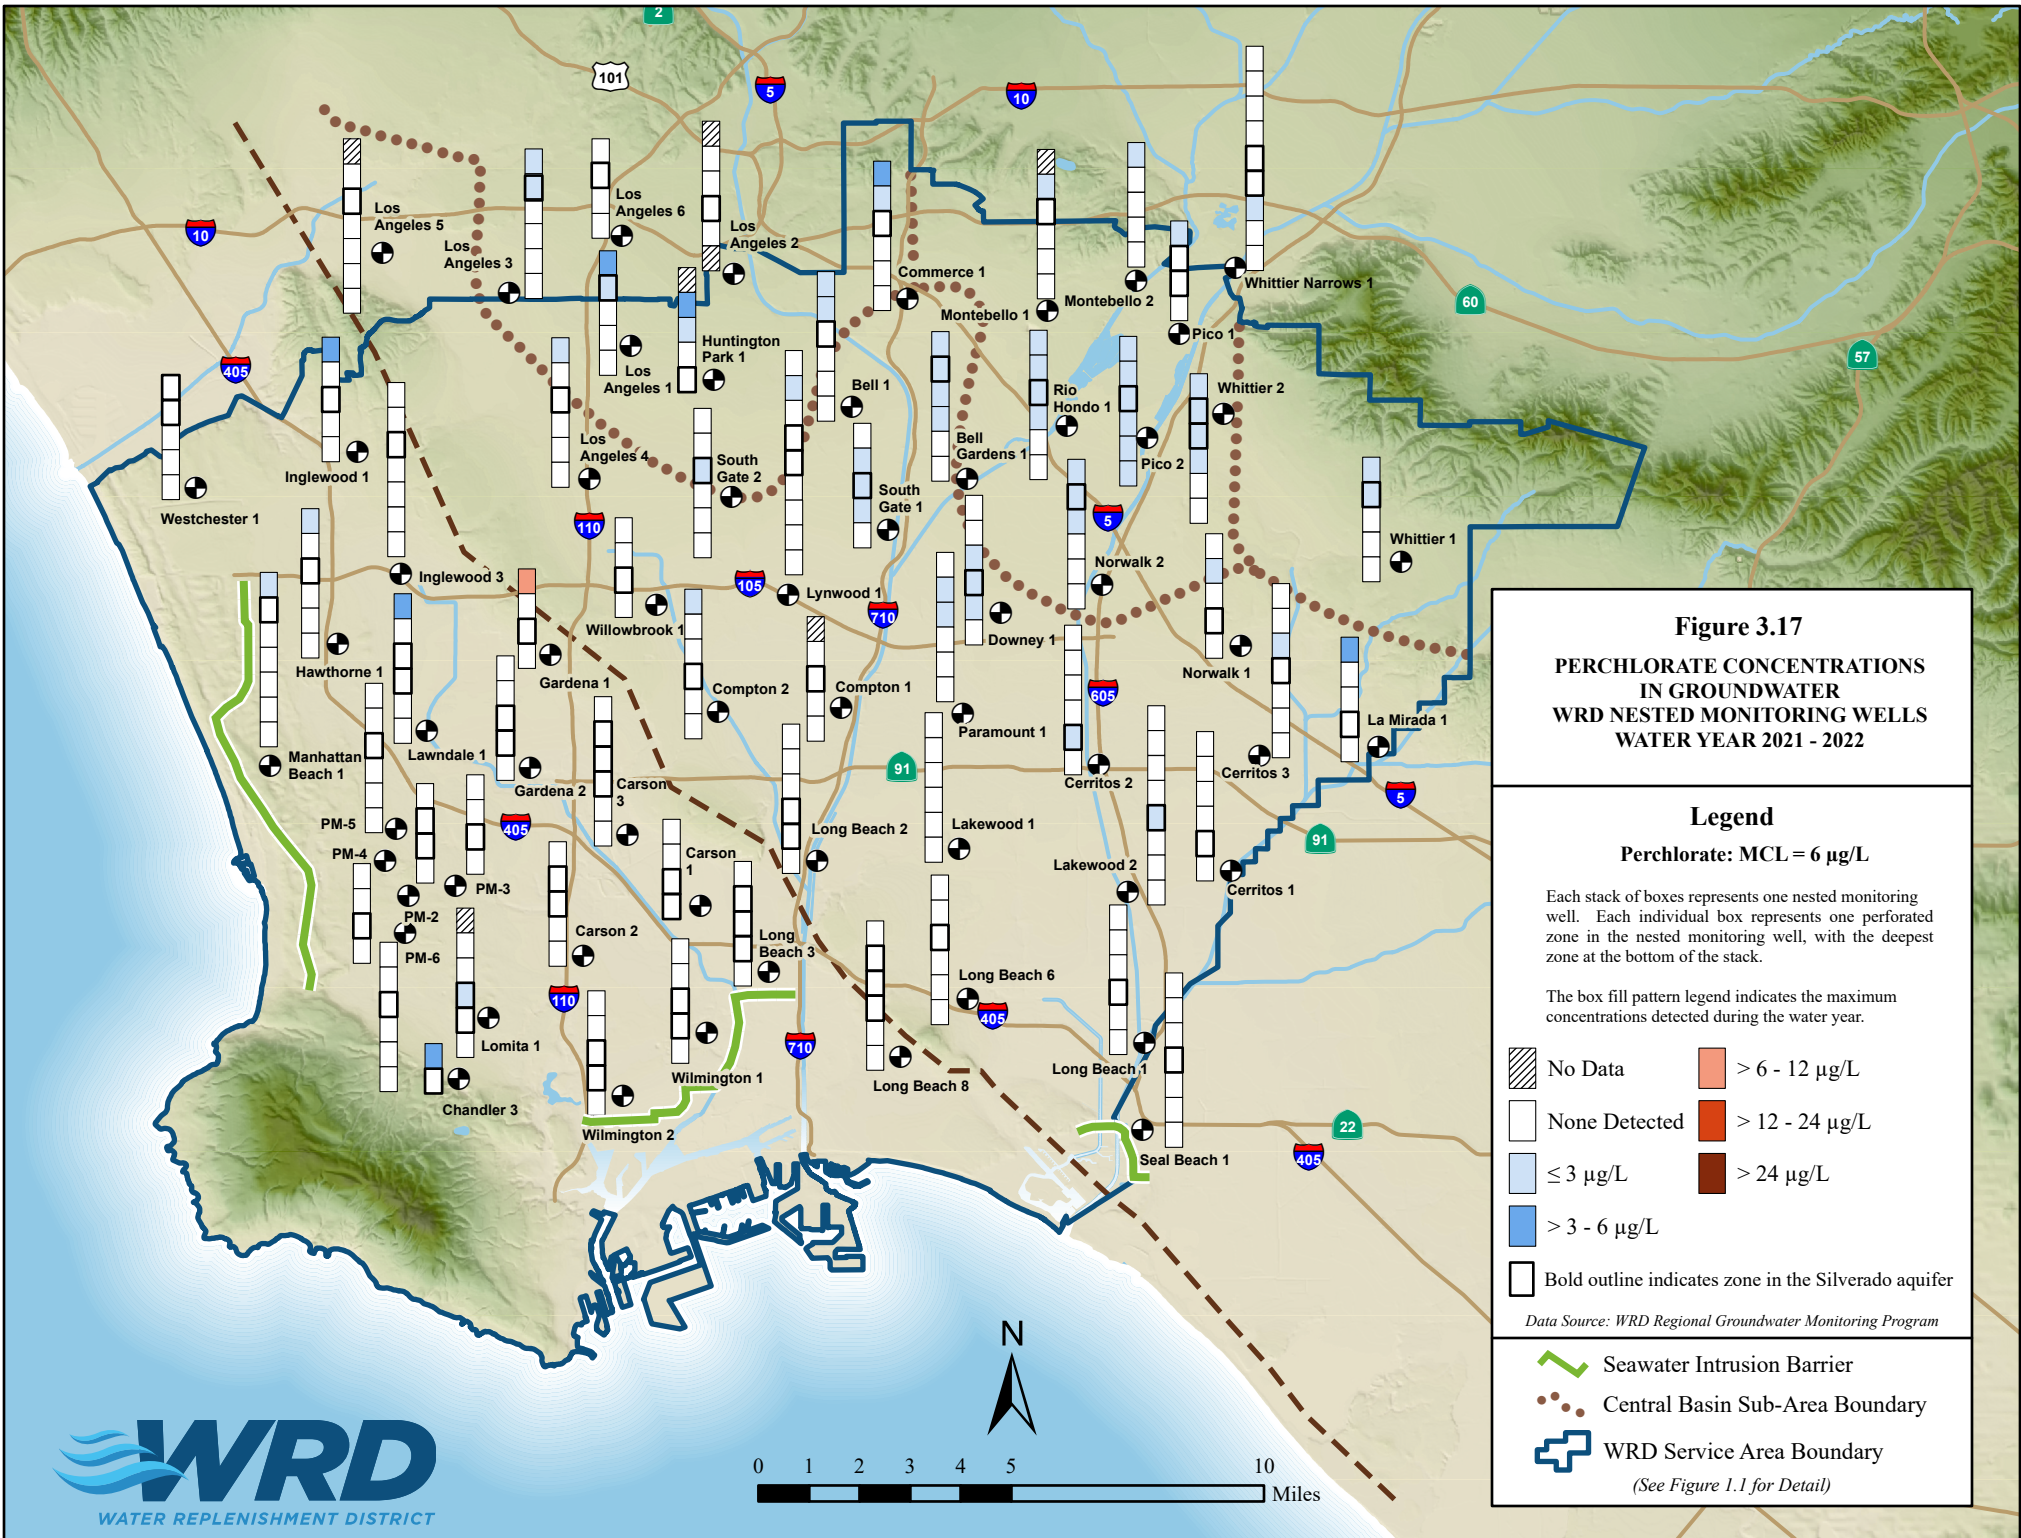 2
101
5
10
Los
Angeles 5
10
Los
Angeles 3
Los
Angeles 6
Los
Angeles 2
Commerce 1
Montebello 1
Montebello 2
Whittier Narrows 1
Pico 1
60
57
405
Westchester 1
Inglewood 1
Los
Angeles 1
Huntington
Park 1
Bell 1
Los
Angeles 4
South
Gate 2
South
Gate 1
Bell
Gardens 1
Rio
Hondo 1
Pico 2
Whittier 2
Whittier 1
5
110
105
710
Inglewood 3
Hawthorne 1
Gardena 1
Willowbrook 1
Lynwood 1
Downey 1
Norwalk 2
Norwalk 1
605
Manhattan
Beach 1
Lawndale 1
Gardena 2
Carson
3
Compton 2
Compton 1
Paramount 1
Cerritos 2
Cerritos 3
La Mirada 1
91
5
91
405
PM-5
PM-4
PM-3
PM-2
PM-6
Carson
1
Carson 2
Long Beach 2
Lakewood 1
Lakewood 2
Cerritos 1
Long
Beach 3
Long Beach 6
405
110
710
Lomita 1
Chandler 3
Wilmington 1
Wilmington 2
Long Beach 8
Long Beach 1
Seal Beach 1
22
405
Figure 3.17
PERCHLORATE CONCENTRATIONS
IN GROUNDWATER
WRD NESTED MONITORING WELLS
WATER YEAR 2021 - 2022
Legend
Perchlorate: MCL = 6 µg/L
Each stack of boxes represents one nested monitoring
well. Each individual box represents one perforated
zone in the nested monitoring well, with the deepest
zone at the bottom of the stack.
The box fill pattern legend indicates the maximum
concentrations detected during the water year.
No Data
> 6 - 12 µg/L
None Detected
> 12 - 24 µg/L
≤ 3 µg/L
> 24 µg/L
> 3 - 6 µg/L
Bold outline indicates zone in the Silverado aquifer
Data Source: WRD Regional Groundwater Monitoring Program
Seawater Intrusion Barrier
Central Basin Sub-Area Boundary
WRD Service Area Boundary
(See Figure 1.1 for Detail)
N
0 1 2 3 4 5 10
Miles
WRD
WATER REPLENISHMENT DISTRICT